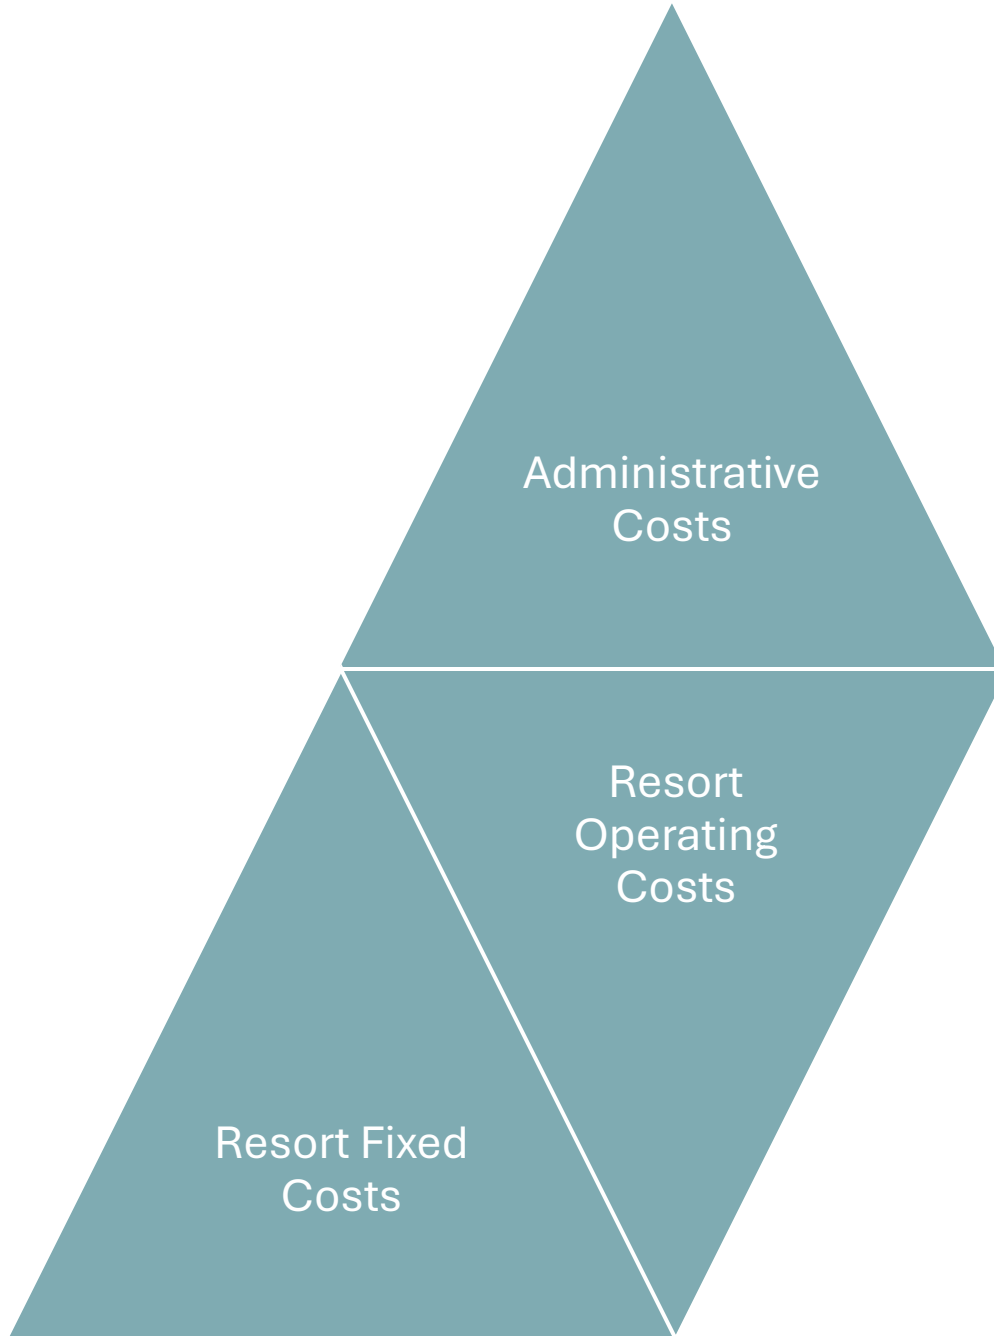 Administrative
Costs
Resort
Operating
Costs
Resort Fixed
Costs